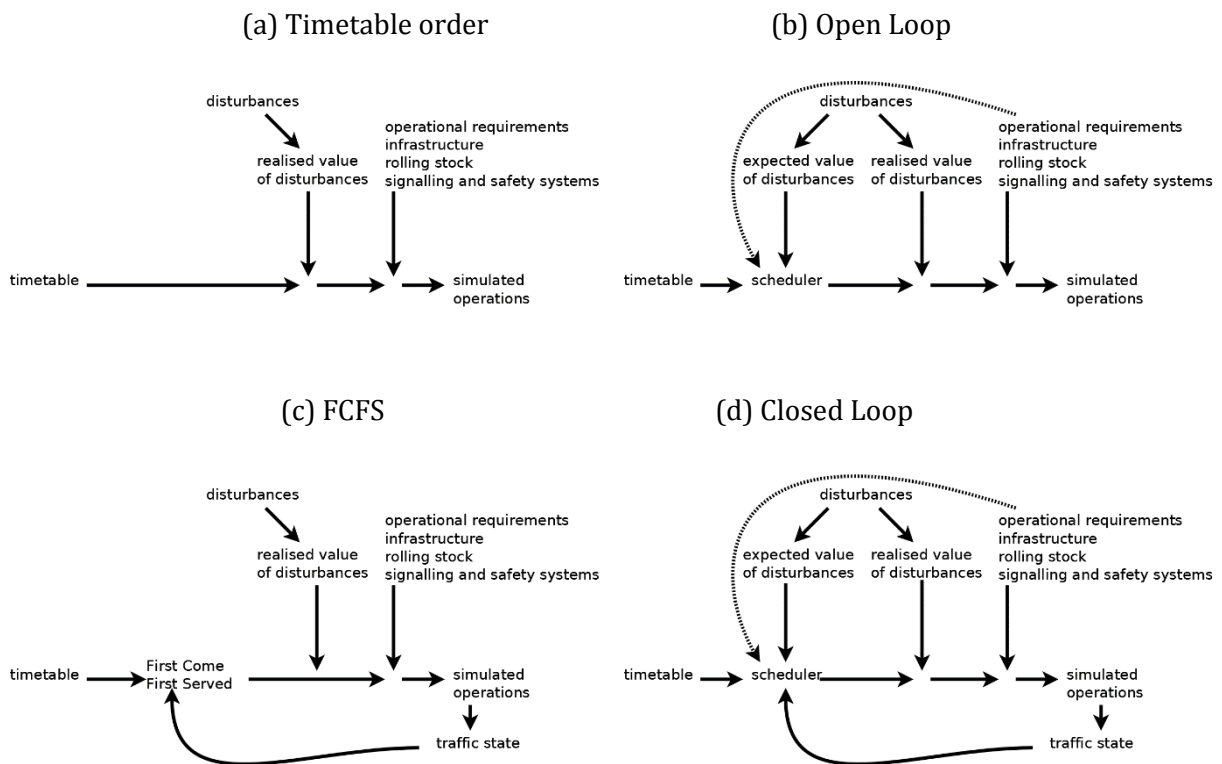 (a) Timetable order
disturbances
operational requirements
infrastructure
rolling stock
signalling and safety systems
realised value
of disturbances
timetable
simulated
operations
(b) Open Loop
disturbances
operational requirements
infrastructure
rolling stock
signalling and safety systems
expected value
of disturbances
realised value
of disturbances
timetable
scheduler
simulated
operations
(c) FCFS
disturbances
operational requirements
infrastructure
rolling stock
signalling and safety systems
realised value
of disturbances
timetable
First Come
First Served
simulated
operations
traffic state
(d) Closed Loop
disturbances
operational requirements
infrastructure
rolling stock
signalling and safety systems
expected value
of disturbances
realised value
of disturbances
timetable
scheduler
simulated
operations
traffic state